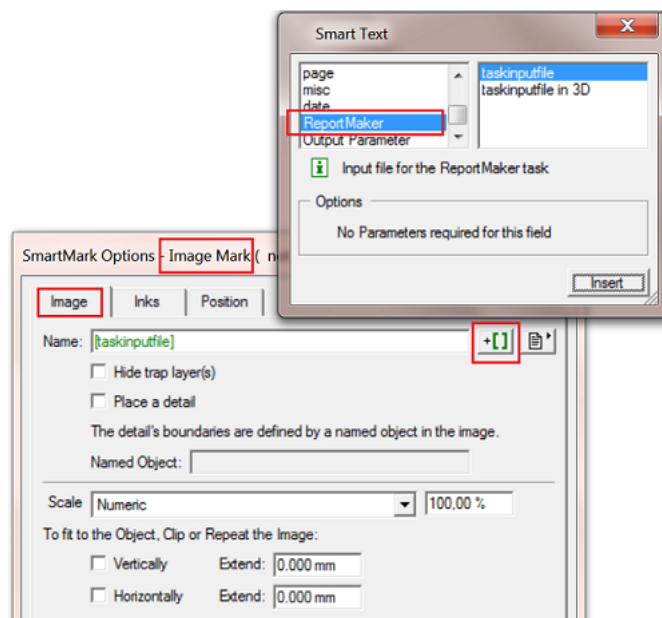 Smart Text
page
misc
date
ReportMaker
Output Parameter
taskinputfile
taskinputfile in 3D
Input file for the ReportMaker task
Options
No Parameters required for this field
Insert
SmartMark Options - Image Mark (
Image
Inks
Position
Name: [taskinputfile]
+[]
Hide trap layer(s)
Place a detail
The detail's boundaries are defined by a named object in the image.
Named Object:
Scale Numeric 100,00 %
To fit to the Object, Clip or Repeat the Image:
Vertically Extend: 0.000 mm
Horizontally Extend: 0.000 mm